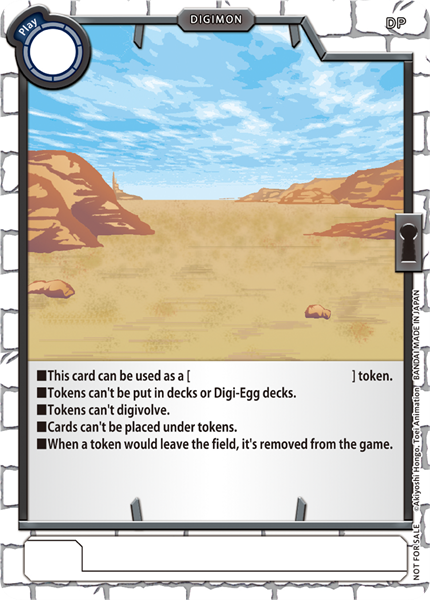 Play
DIGIMON
DP
■This card can be used as a [ ] token.
■Tokens can't be put in decks or Digi-Egg decks.
■Tokens can't digivolve.
■Cards can't be placed under tokens.
■When a token would leave the field, it's removed from the game.
NOT FOR SALE ©Akiyoshi Hongo, Toei Animation BANDAI MADE IN JAPAN